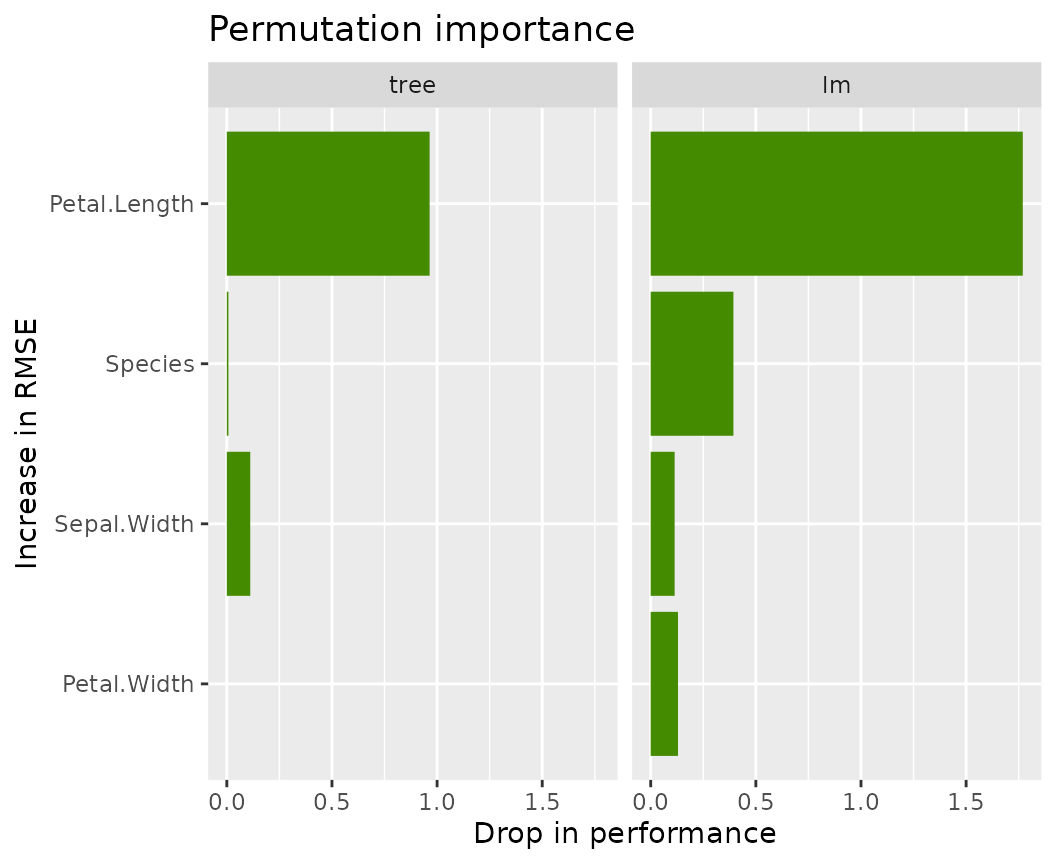 Permutation importance
tree
lm
Increase in RMSE
Petal.Length
Species
Sepal.Width
Petal.Width
0.0 0.5 1.0 1.5
0.0 0.5 1.0 1.5
Drop in performance